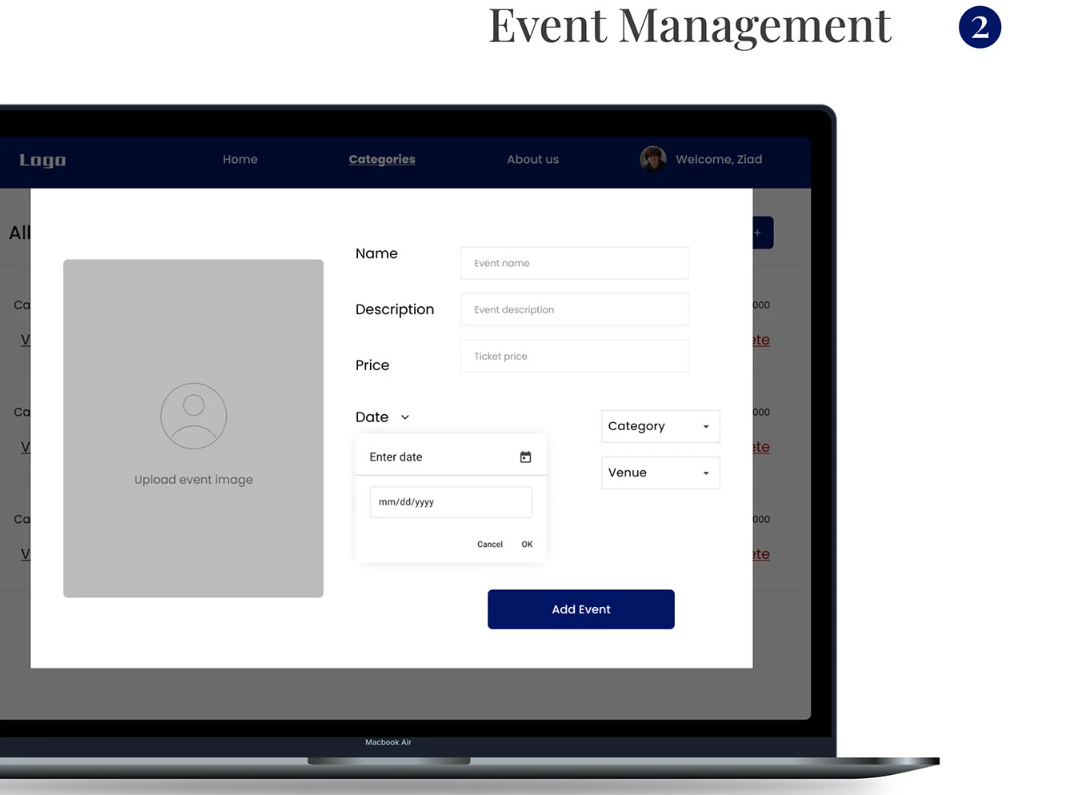 Event Management
2
Logo
Home
Categories
About us
Welcome, Ziad
All
+
Name
Event name
Description
Event description
Price
Ticket price
Upload event image
Date
Category
Venue
Enter date
mm/dd/yyyy
Cancel
OK
Add Event
Ca
000
V
ete
Ca
000
V
ete
Ca
000
V
ete
Macbook Air